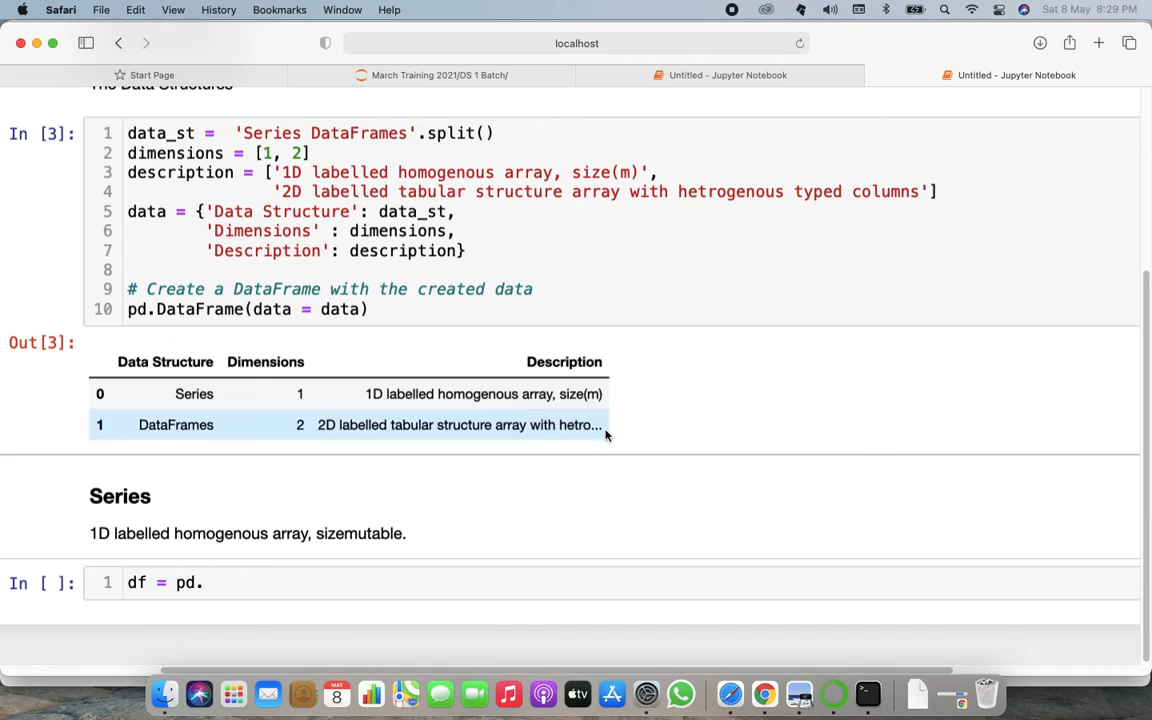 Safari File Edit View History Bookmarks Window Help Sat 8 May 8:29 PM
localhost
Start Page March Training 2021/DS 1 Batch/ Untitled - Jupyter Notebook Untitled - Jupyter Notebook
The Data Structures
In [3]: 1 data_st = 'Series DataFrames'.split()
2 dimensions = [1, 2]
3 description = ['1D labelled homogenous array, size(m)',
4 '2D labelled tabular structure array with hetrogenous typed columns']
5 data = {'Data Structure': data_st,
6 'Dimensions' : dimensions,
7 'Description': description}
8
9 # Create a DataFrame with the created data
10 pd.DataFrame(data = data)
Out[3]:
Data Structure Dimensions Description
0 Series 1 1D labelled homogenous array, size(m)
1 DataFrames 2 2D labelled tabular structure array with hetro...
Series
1D labelled homogenous array, sizemutable.
In [ ]: 1 df = pd.
MAY
8
tv